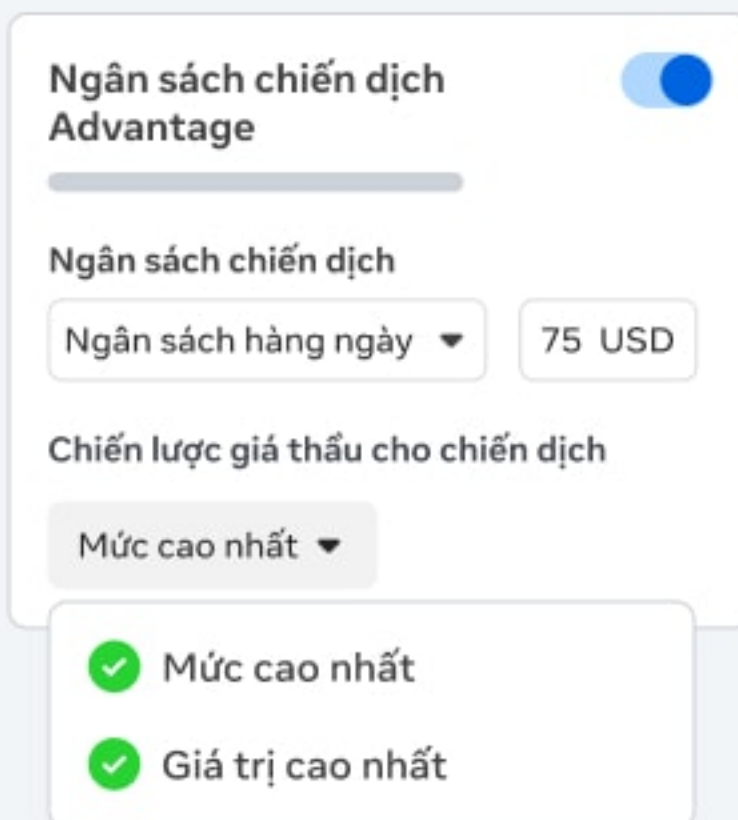 Ngân sách chiến dịch
Advantage
Ngân sách chiến dịch
Ngân sách hàng ngày
75 USD
Chiến lược giá thầu cho chiến dịch
Mức cao nhất
Mức cao nhất
Giá trị cao nhất